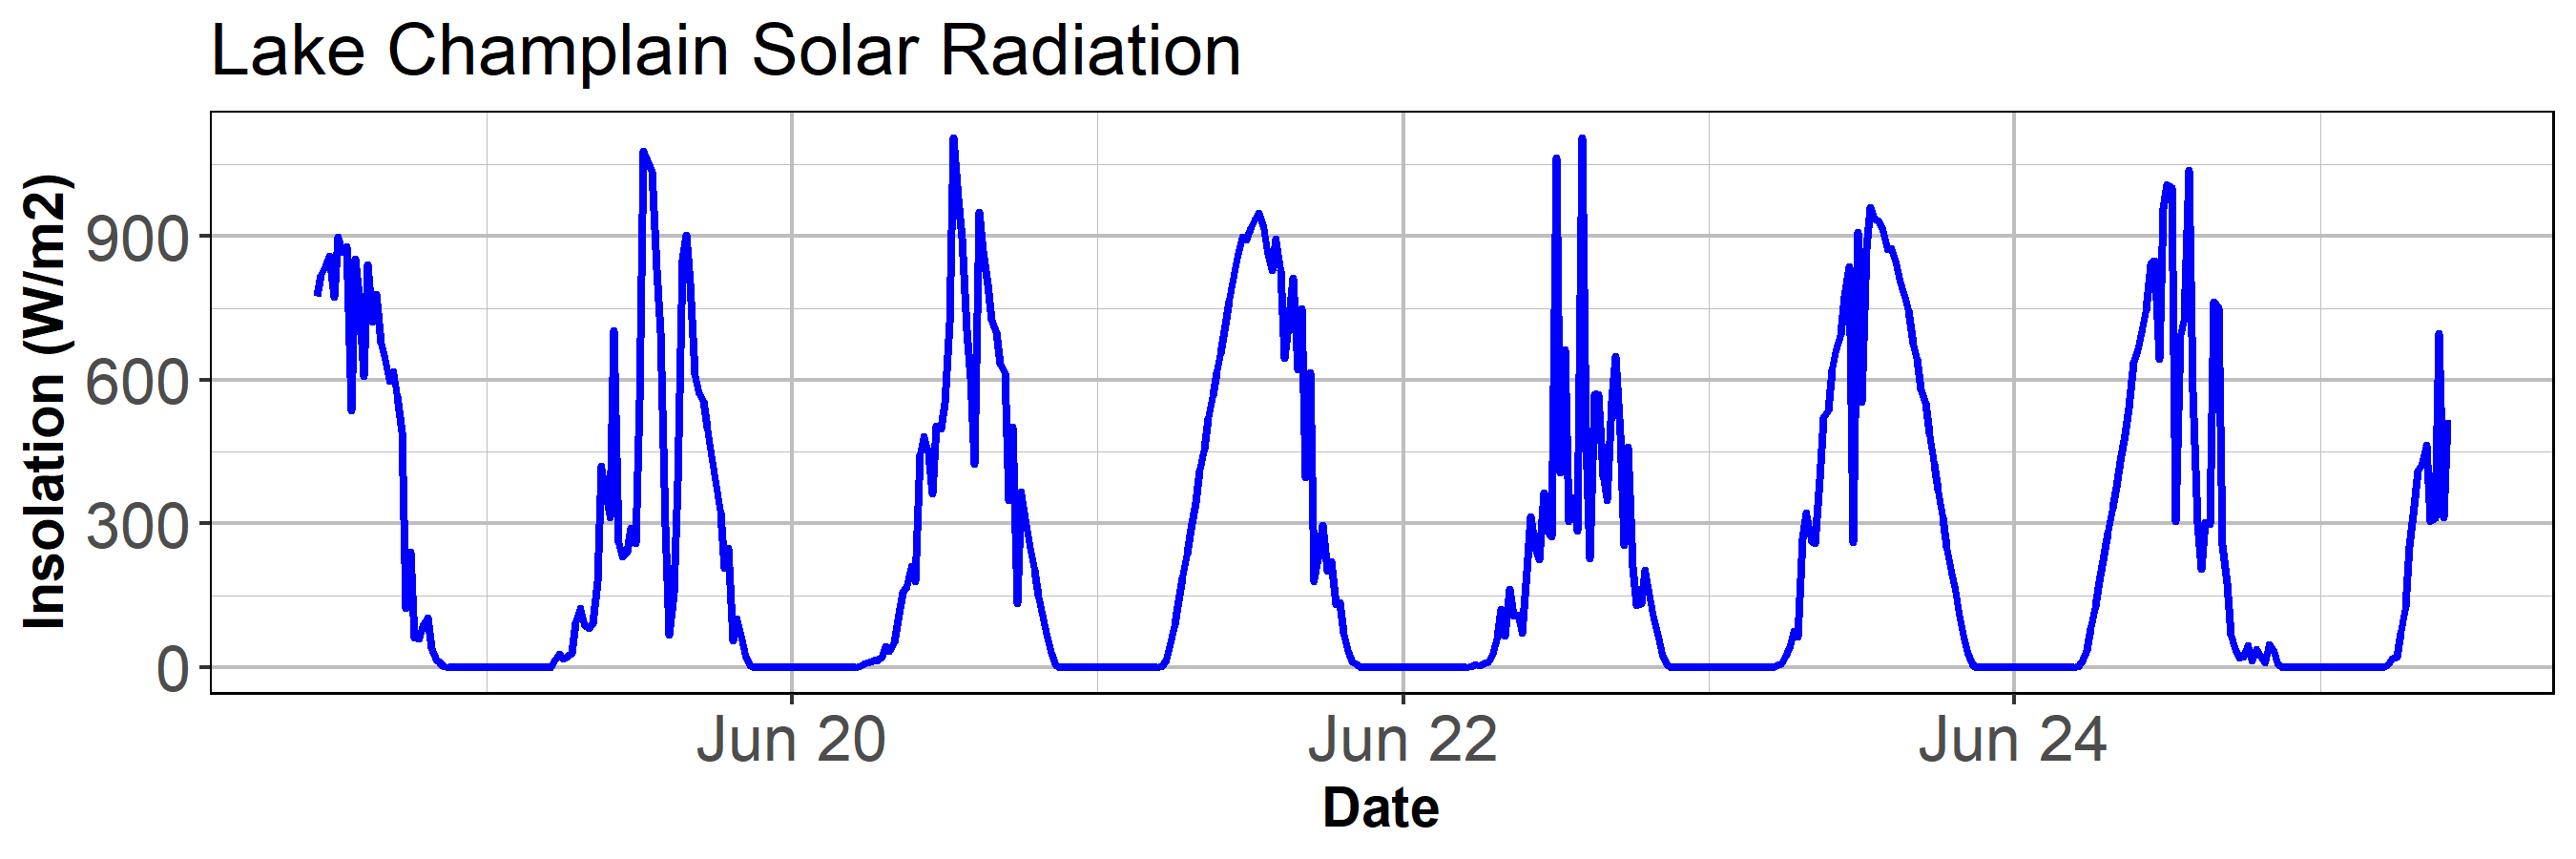 Lake Champlain Solar Radiation
Insolation (W/m2)
900
600
300
0
Jun 20 Jun 22 Jun 24
Date